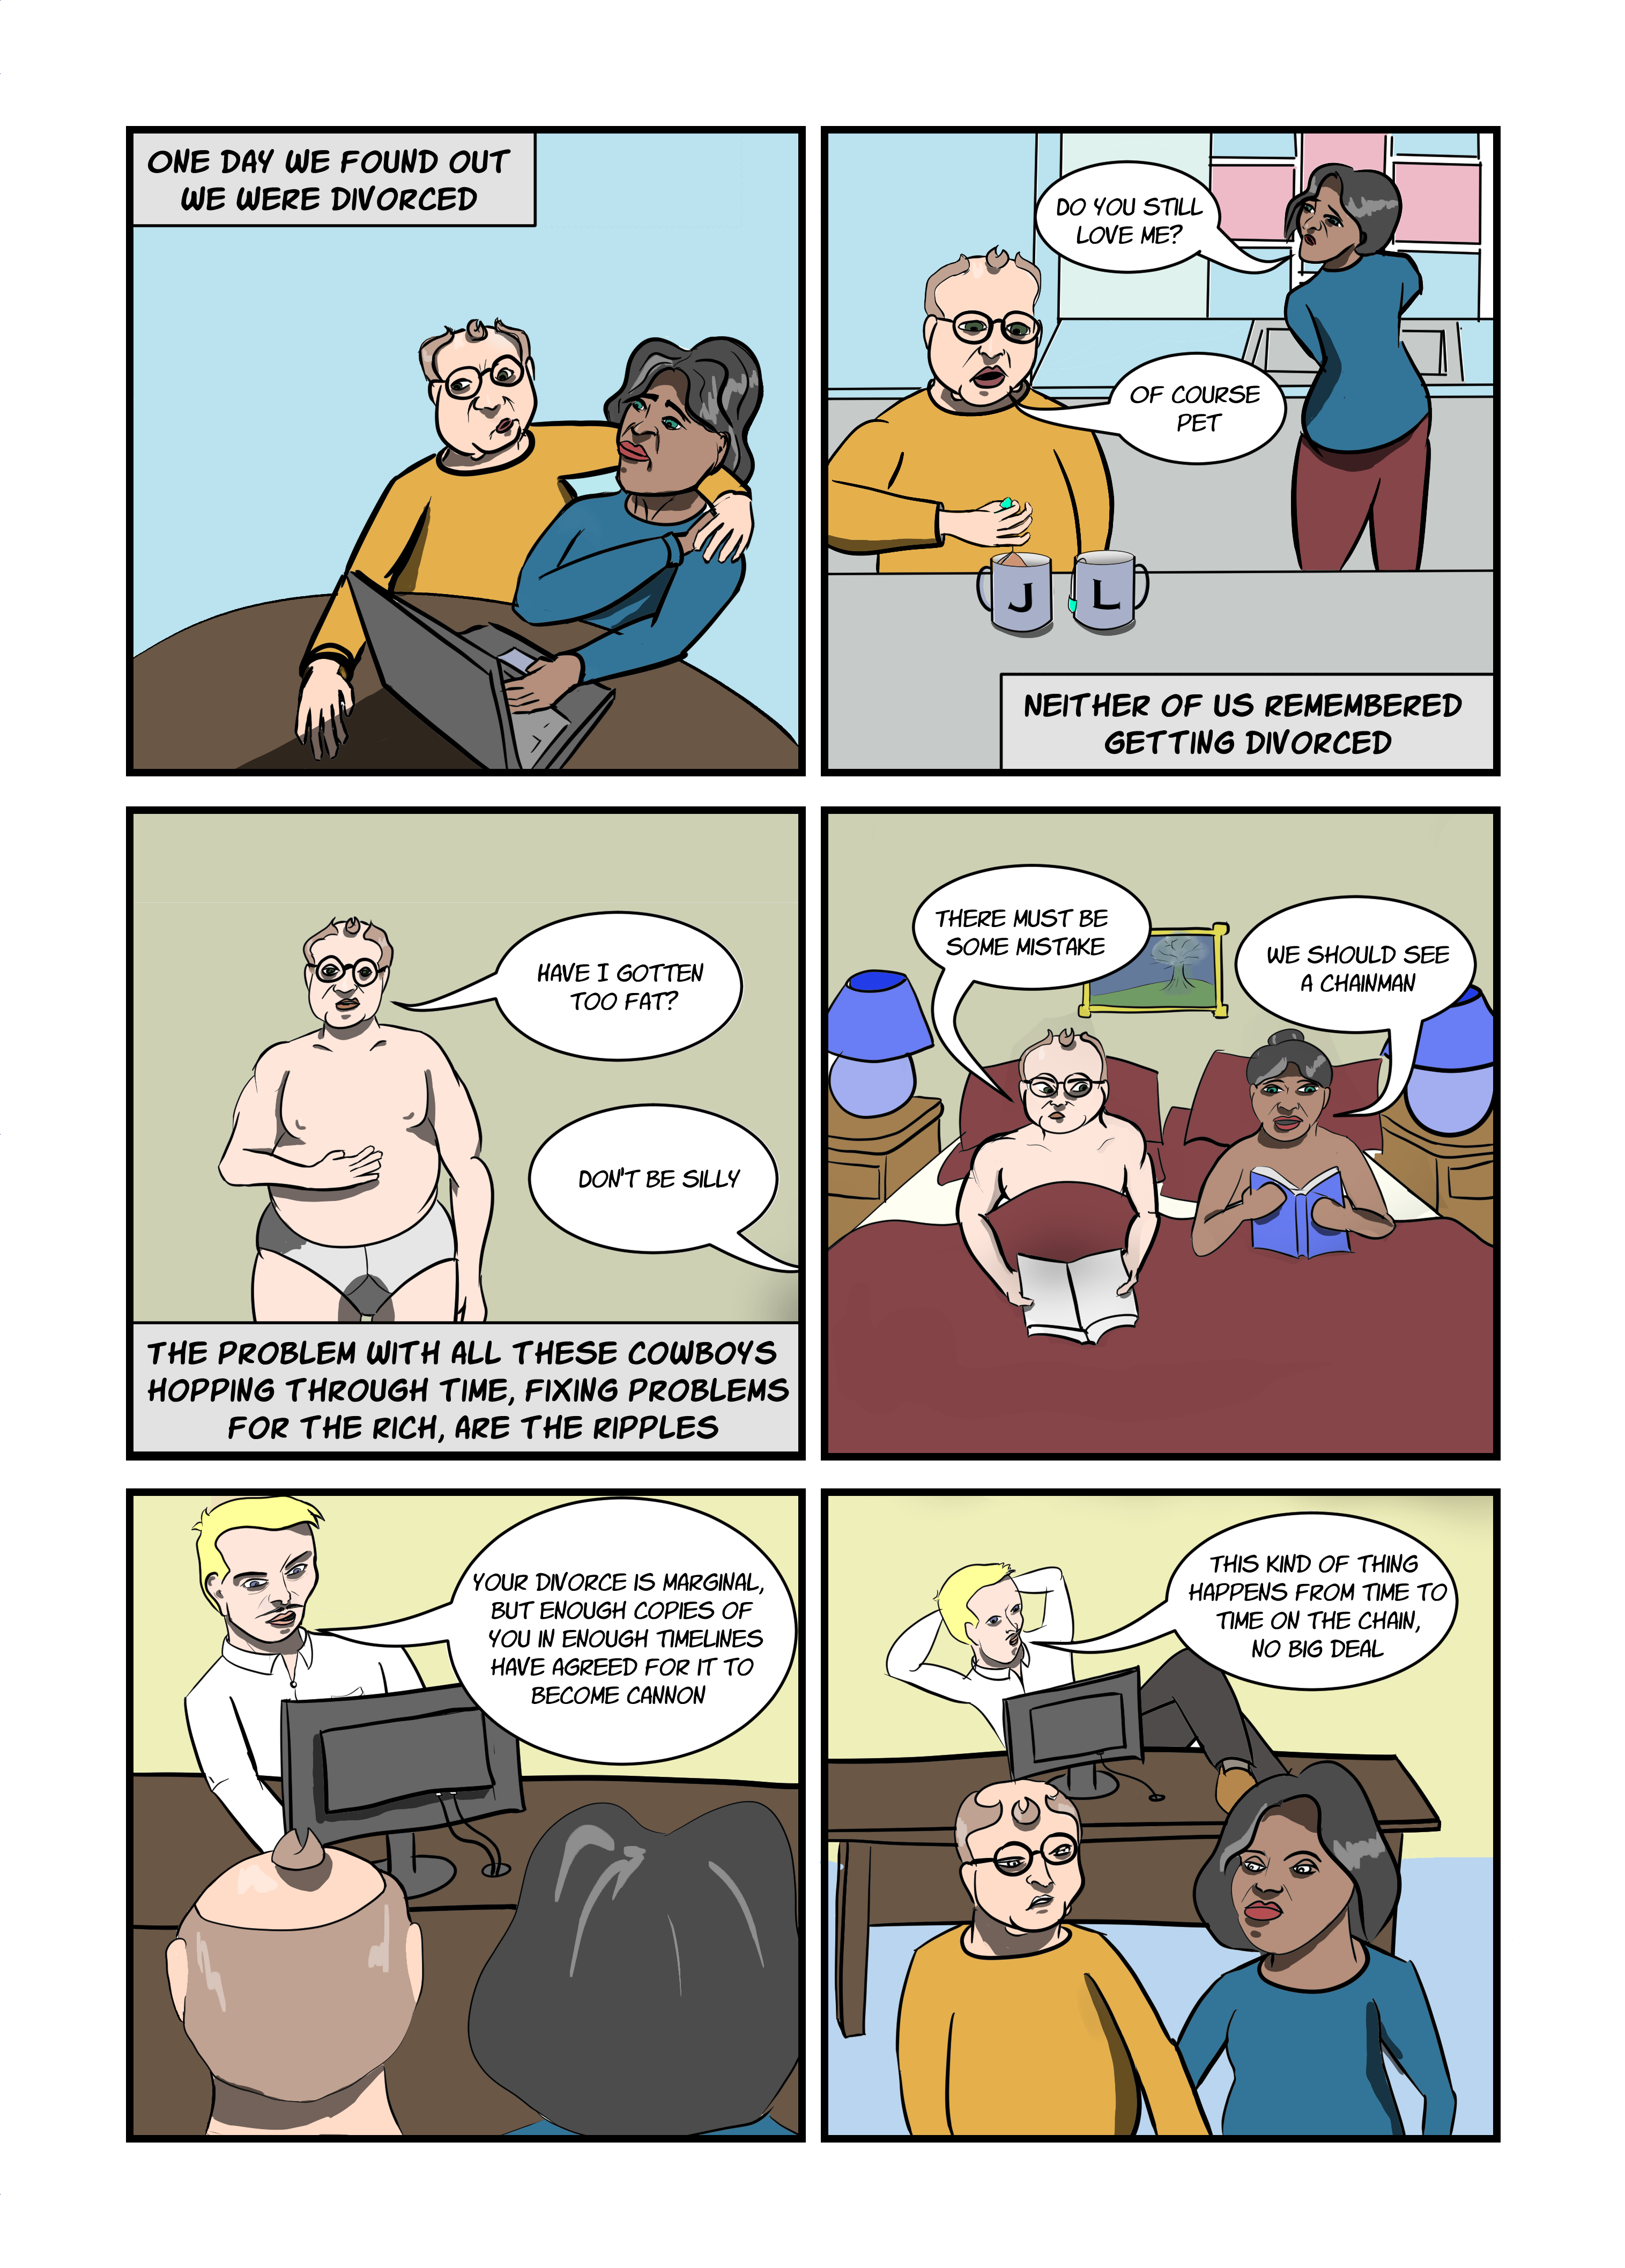 ONE DAY WE FOUND OUT
WE WERE DIVORCED
DO YOU STILL
LOVE ME?
OF COURSE
PET
J
L
NEITHER OF US REMEMBERED
GETTING DIVORCED
HAVE I GOTTEN
TOO FAT?
DON'T BE SILLY
THE PROBLEM WITH ALL THESE COWBOYS
HOPPING THROUGH TIME, FIXING PROBLEMS
FOR THE RICH, ARE THE RIPPLES
THERE MUST BE
SOME MISTAKE
WE SHOULD SEE
A CHAINMAN
YOUR DIVORCE IS MARGINAL,
BUT ENOUGH COPIES OF
YOU IN ENOUGH TIMELINES
HAVE AGREED FOR IT TO
BECOME CANNON
THIS KIND OF THING
HAPPENS FROM TIME TO
TIME ON THE CHAIN,
NO BIG DEAL